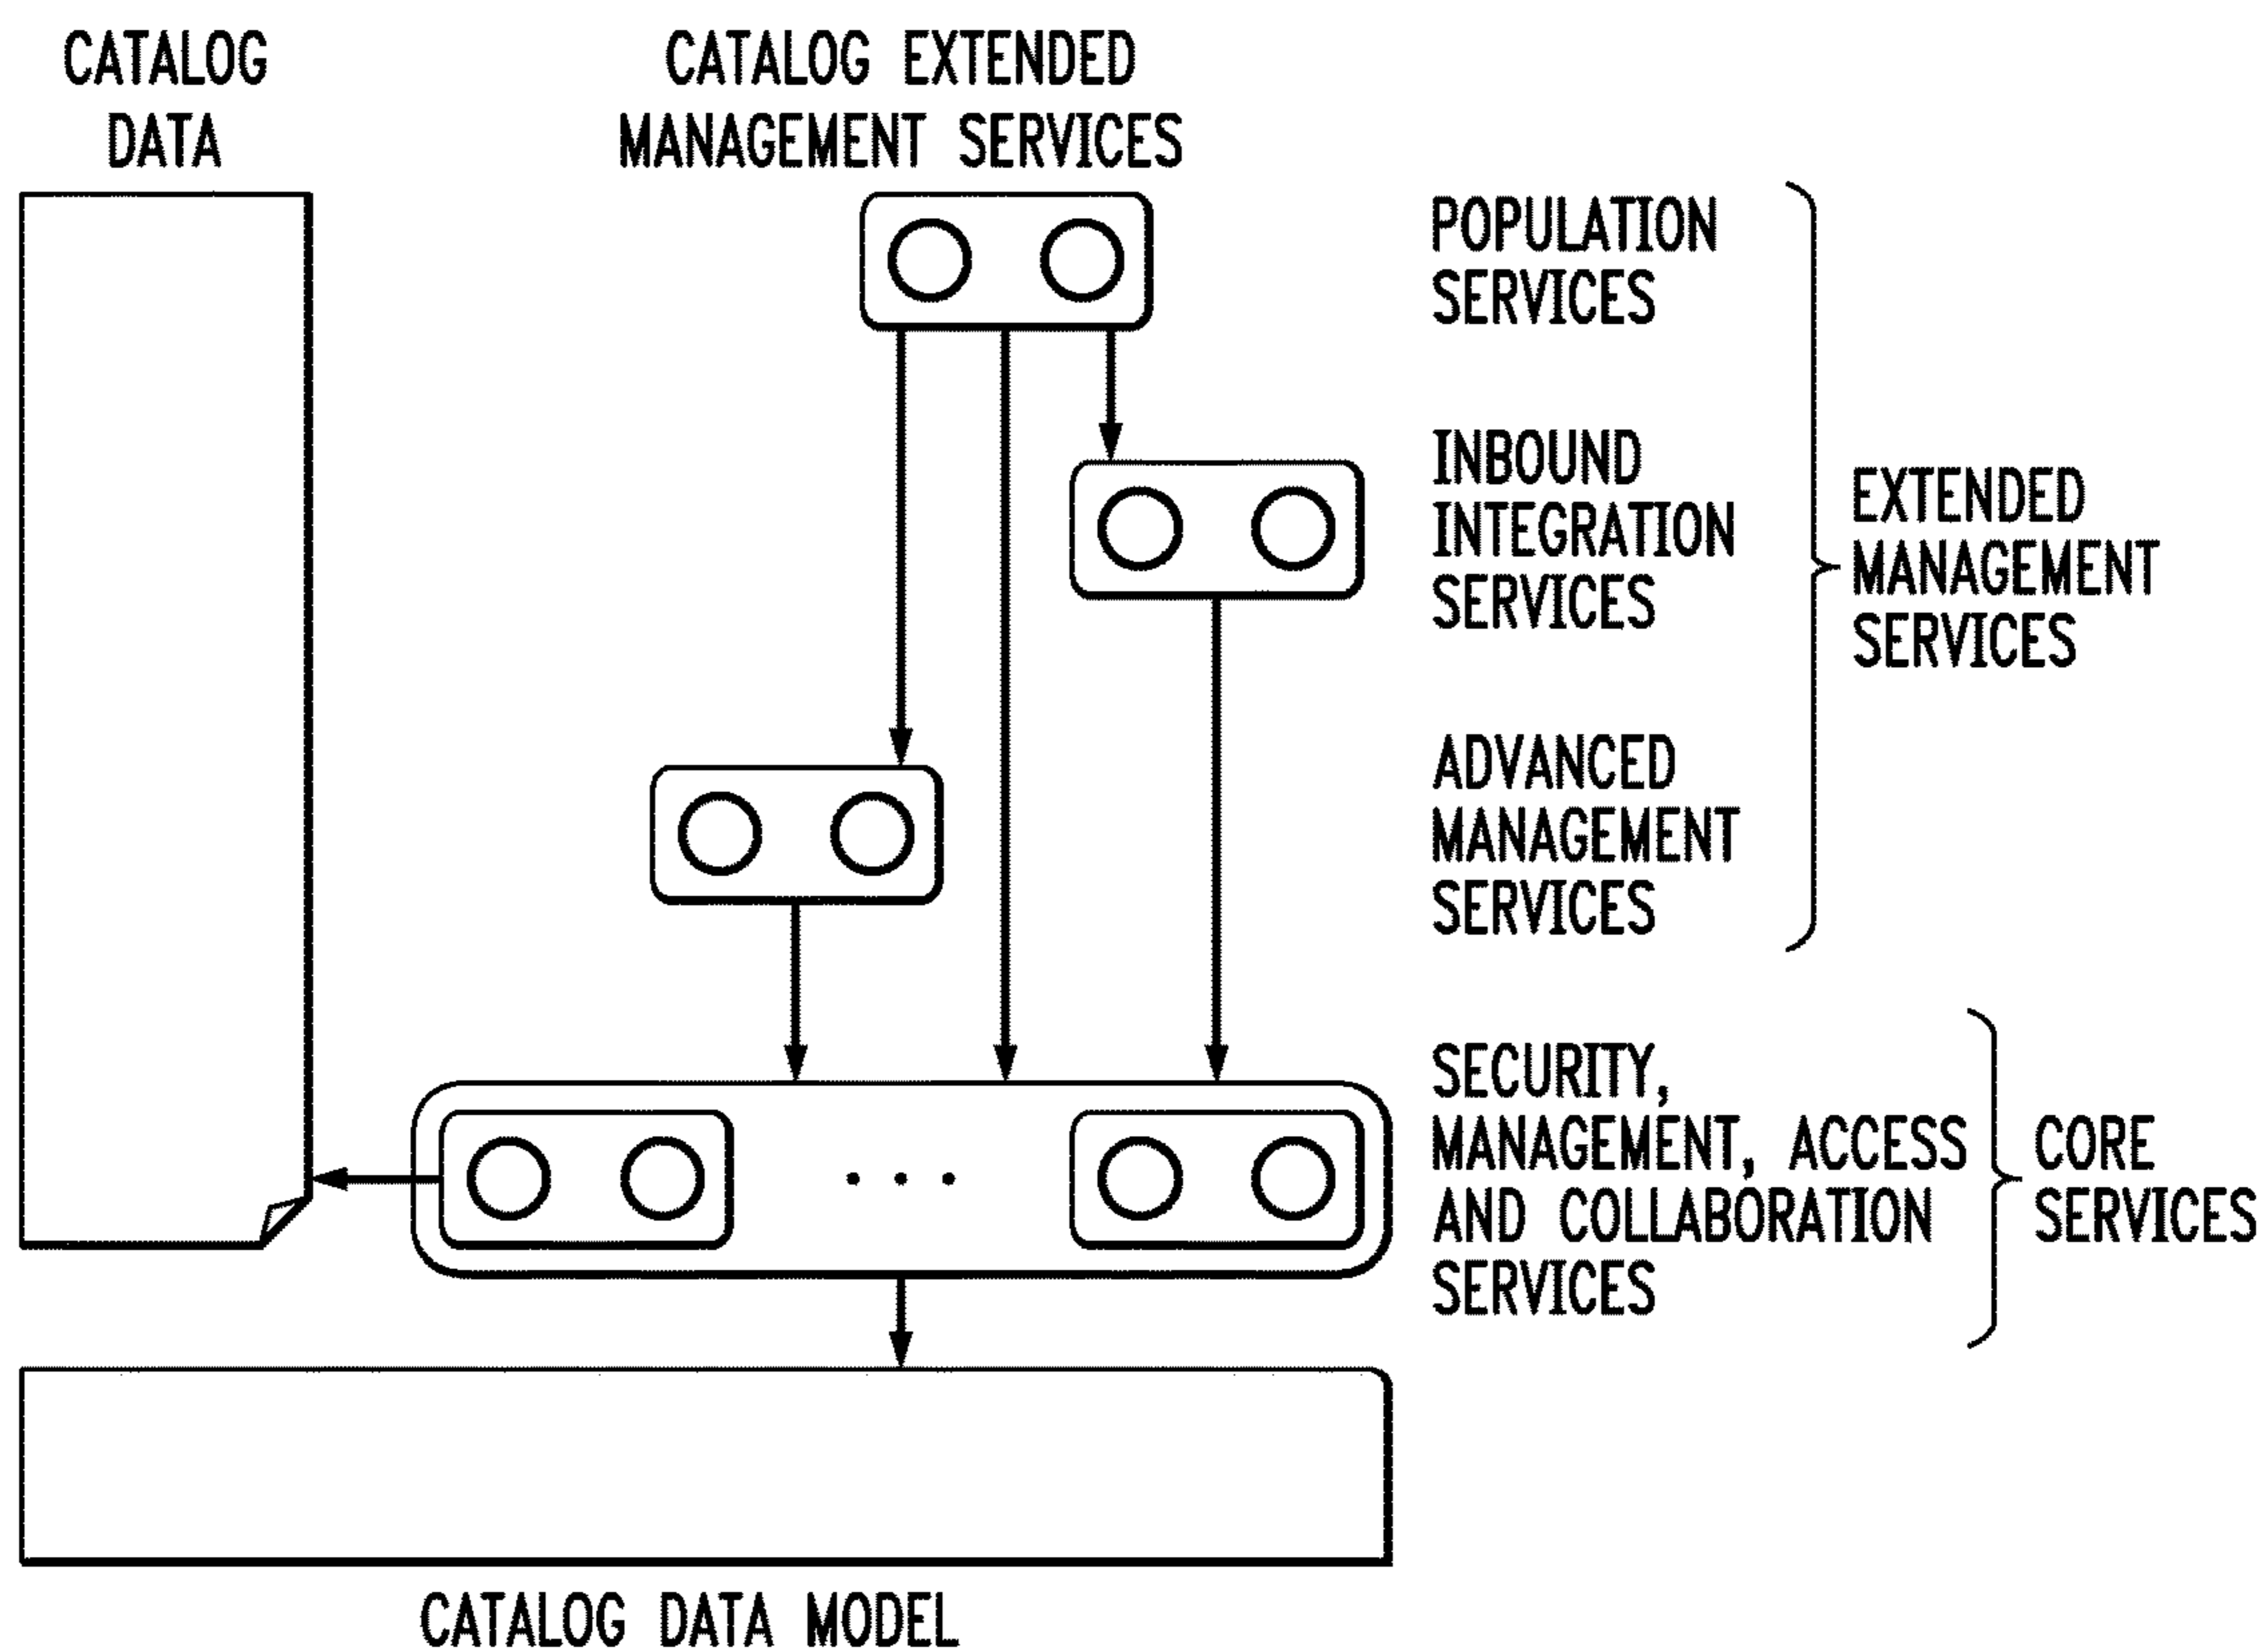 CATALOG
DATA
CATALOG EXTENDED
MANAGEMENT SERVICES
POPULATION
SERVICES
INBOUND
INTEGRATION
SERVICES
EXTENDED
MANAGEMENT
SERVICES
ADVANCED
MANAGEMENT
SERVICES
SECURITY,
MANAGEMENT, ACCESS
AND COLLABORATION
SERVICES
CORE
SERVICES
CATALOG DATA MODEL